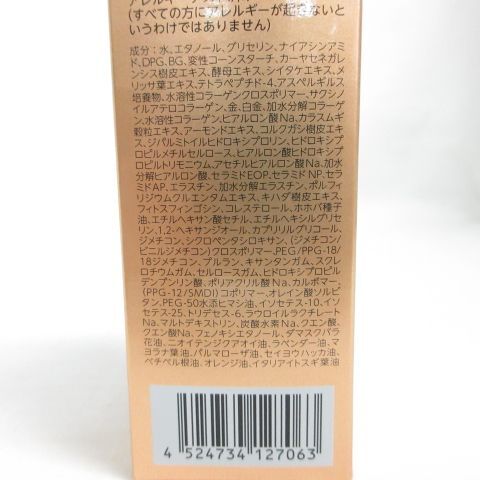 (すべての方にアレルギーが起きないと
いうわけではありません)
成分：水、エタノール、グリセリン、ナイアシンアミ
ド、DPG、BG、変性コーンスターチ、カーヤセネガレ
ンシス樹皮エキス、酵母エキス、シイタケエキス、メ
リッサ葉エキス、テトラペプチド-4、アスペルギルス
培養物、水溶性コラーゲンクロスポリマー、サクシノ
イルアテロコラーゲン、金、白金、加水分解コラーゲ
ン、水溶性コラーゲン、ヒアルロン酸Na、カラスムギ
穀粒エキス、アーモンドエキス、コルクガシ樹皮エキ
ス、ジパルミトイルヒドロキシプロリン、ヒドロキシプ
ロピルメチルセルロース、ヒアルロン酸ヒドロキシプ
ロピルトリモニウム、アセチルヒアルロン酸Na、加水
分解ヒアルロン酸、セラミドEOP、セラミドNP、セラ
ミドAP、エラスチン、加水分解エラスチン、ポルフィ
リジウムクルエンタムエキス、キハダ樹皮エキス、
フィトスフィンゴシン、コレステロール、ホホバ種子
油、エチルヘキサン酸セチル、エチルヘキシルグリセ
リン、1,2-ヘキサンジオール、カプリリルグリコール、
ジメチコン、シクロペンタシロキサン、(ジメチコン/
ビニルジメチコン)クロスポリマー、PEG/PPG-18/
18ジメチコン、プルラン、キサンタンガム、スクレ
ロチウムガム、セルロースガム、ヒドロキシプロピル
デンプンリン酸、ポリアクリル酸Na、カルボマー、
(PPG-12/SMDI)コポリマー、オレイン酸ソルビ
タン、PEG-50水添ヒマシ油、イソセテス-10、イソ
セテス-25、トリデセス-6、ラウロイルラクチレート
Na、マルトデキストリン、炭酸水素Na、クエン酸、
クエン酸Na、フェノキシエタノール、ダマスクバラ
花油、ニオイテンジクアオイ油、ラベンダー油、マ
ヨラナ葉油、パルマローザ油、セイヨウハッカ油、
ベチベル根油、オレンジ油、イタリアイトスギ葉油
4 524734 127063